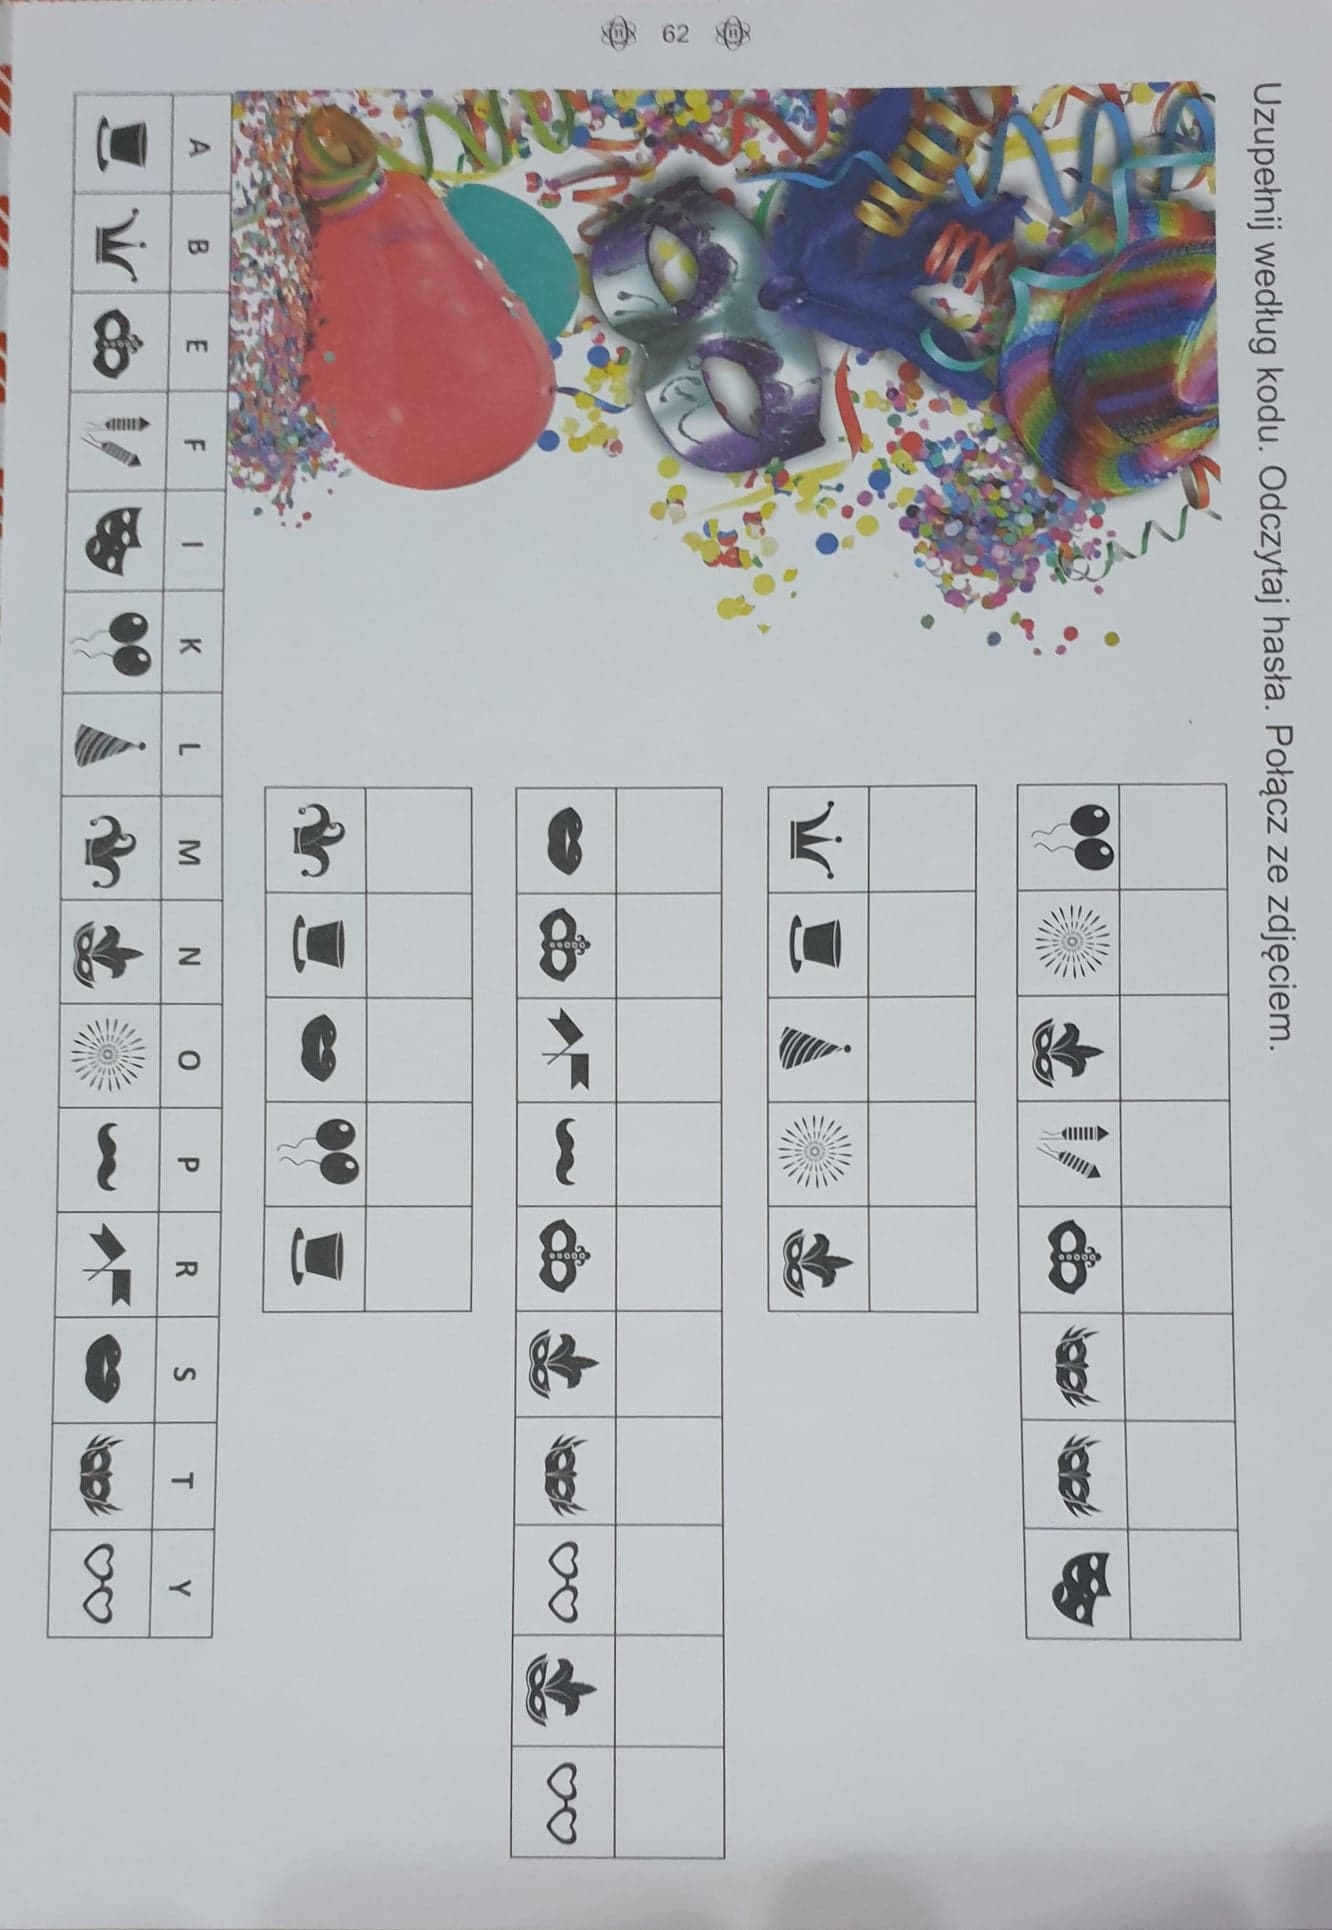 Uzupełnij według kodu. Odczytaj hasła. Połącz ze zdjęciem.
A B E F I K L M N O P R S T Y
62